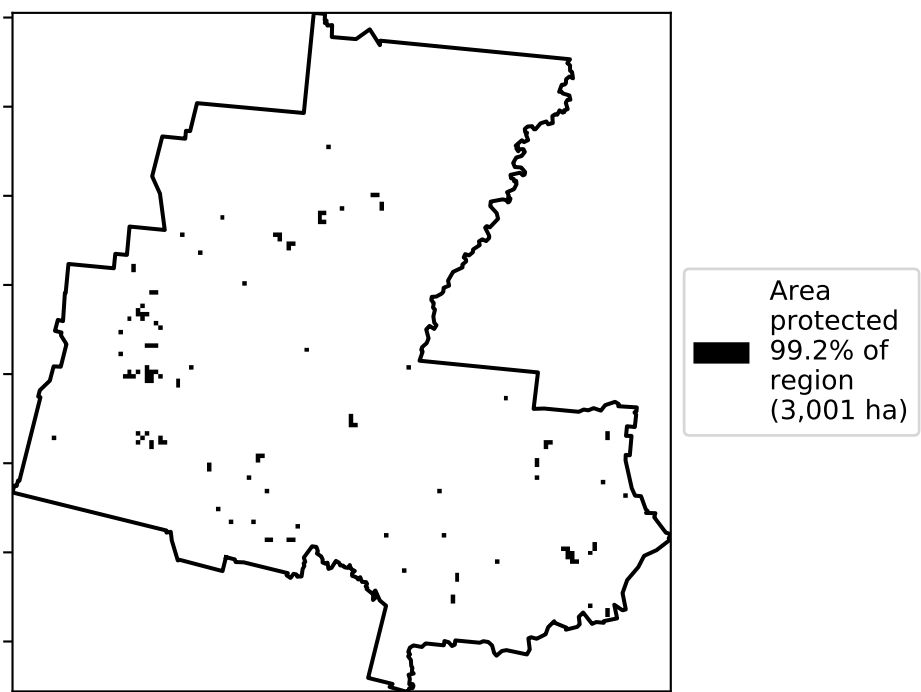 Area
protected
99.2% of
region
(3,001 ha)